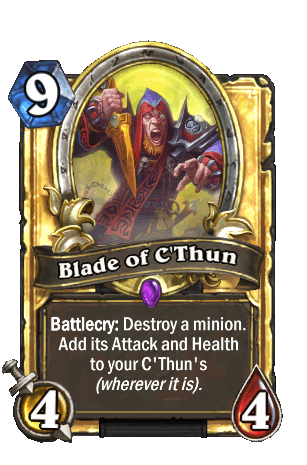 9
Blade of C'Thun
Battlecry: Destroy a minion.
Add its Attack and Health
to your C'Thun's
(wherever it is).
4
4